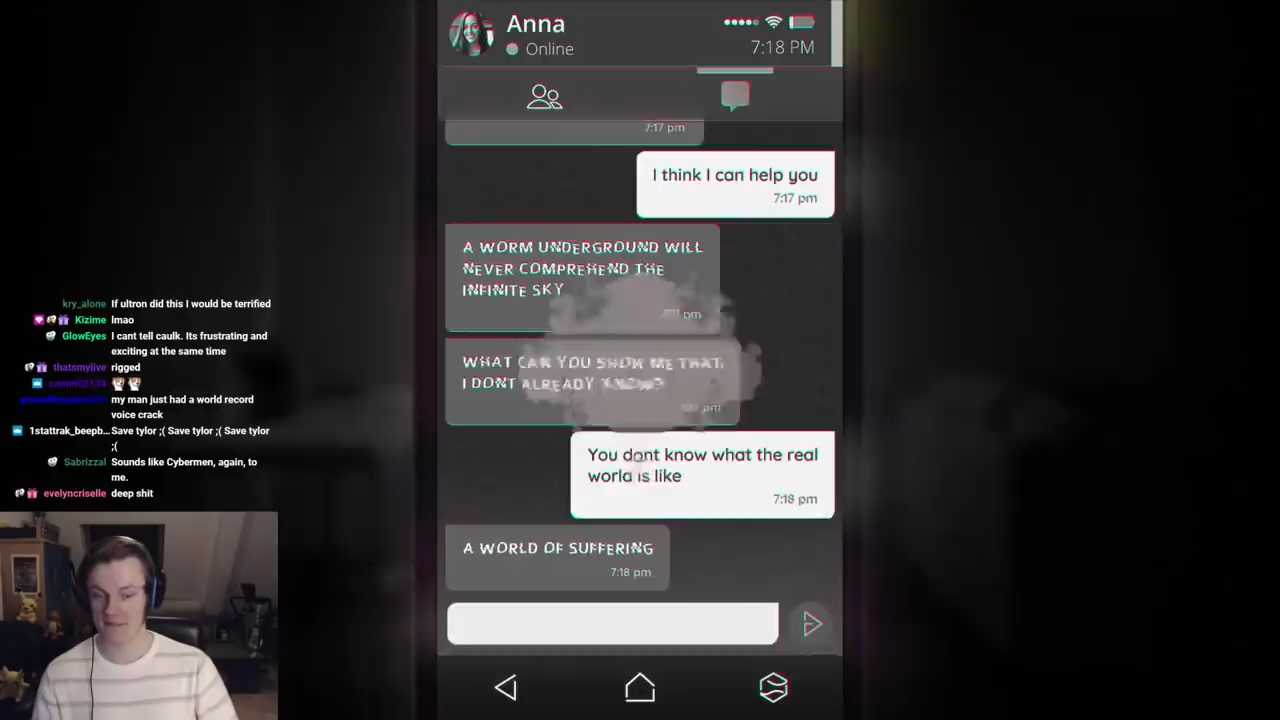 Anna
Online
7:18 PM
7:17 pm
I think I can help you
7:17 pm
A WORM UNDERGROUND WILL
NEVER COMPREHEND THE
INFINITE SKY
pm
WHAT CAN YOU SHOW ME THAT
I DONT ALREADY KNOW?
pm
You dont know what the real
world is like
7:18 pm
A WORLD OF SUFFERING
7:18 pm
kry_alone If ultron did this I would be terrified
Kizime lmao
GlowEyes I cant tell caulk. Its frustrating and
exciting at the same time
thatsmylive rigged
my man just had a world record
voice crack
1stattrak_beepb... Save tylor ;( Save tylor ;( Save tylor
;(
Sabrizzal Sounds like Cybermen, again, to
me.
evelyncriselle deep shit